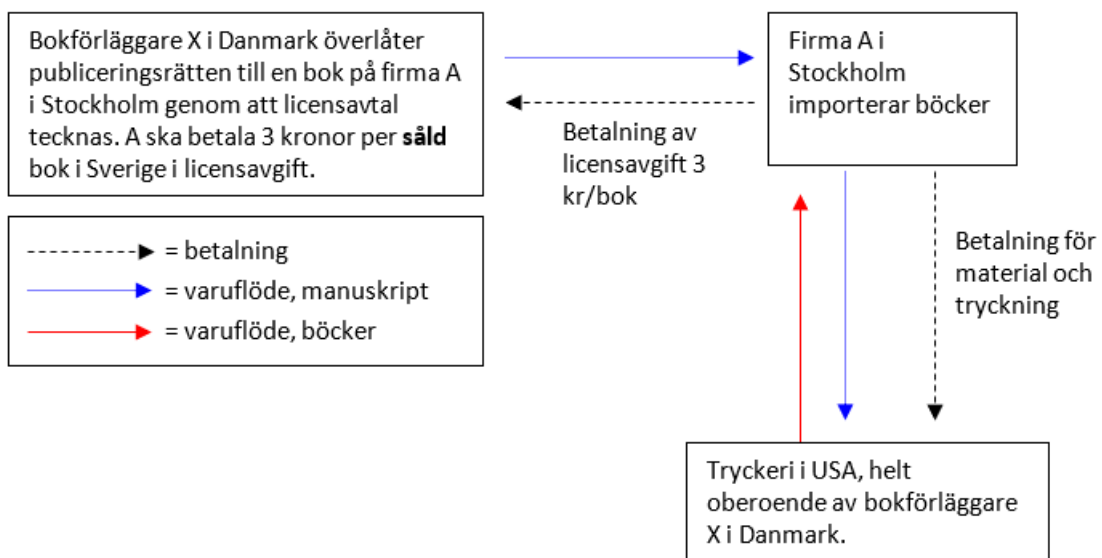 Bokförläggare X i Danmark överlåter
publiceringsrätten till en bok på firma A
i Stockholm genom att licensavtal
tecknas. A ska betala 3 kronor per såld
bok i Sverige i licensavgift.
Firma A i
Stockholm
importerar böcker
Betalning av
licensavgift 3
kr/bok
= betalning
= varuflöde, manuskript
= varuflöde, böcker
Betalning för
material och
tryckning
Tryckeri i USA, helt
oberoende av bokförläggare
X i Danmark.